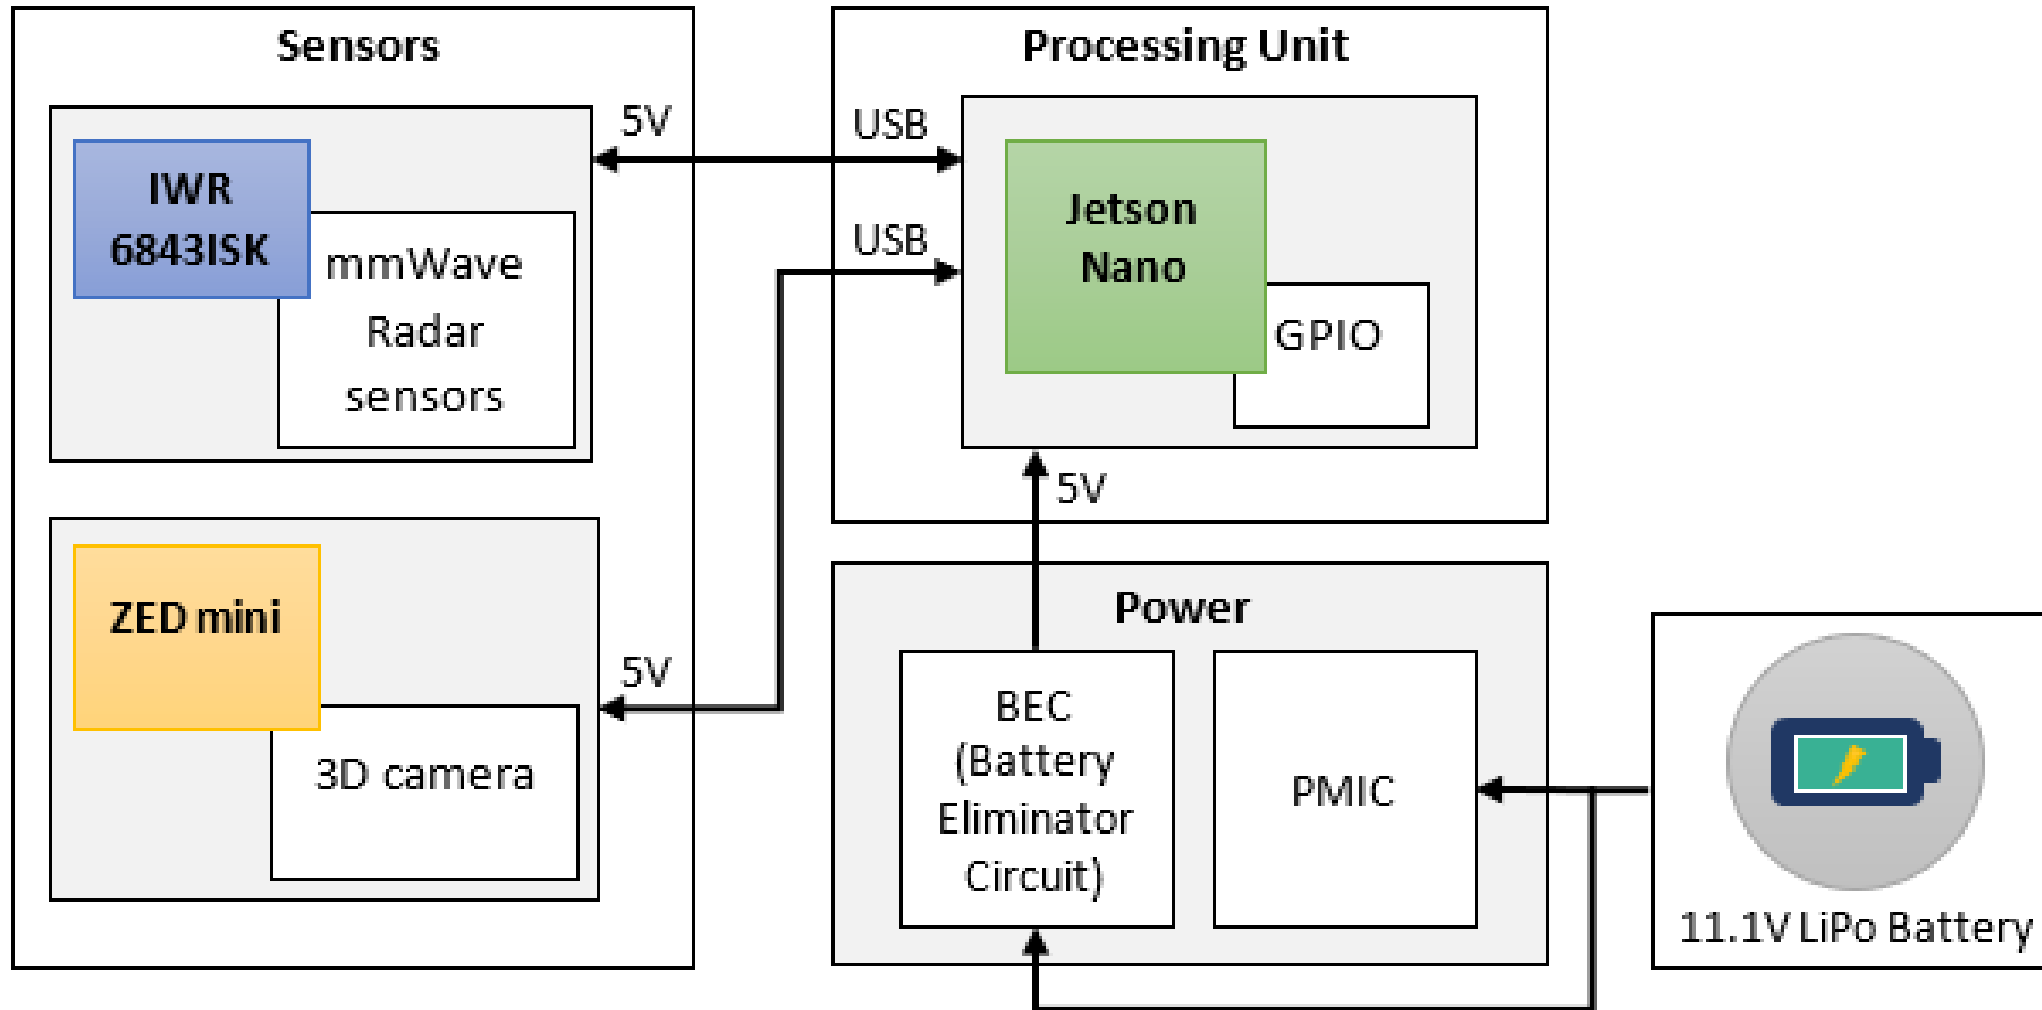 Sensors
IWR
6843ISK
mmWave
Radar
sensors
5V
ZED mini
3D camera
5V
Processing Unit
USB
USB
Jetson
Nano
GPIO
5V
Power
BEC
(Battery
Eliminator
Circuit)
PMIC
11.1V LiPo Battery